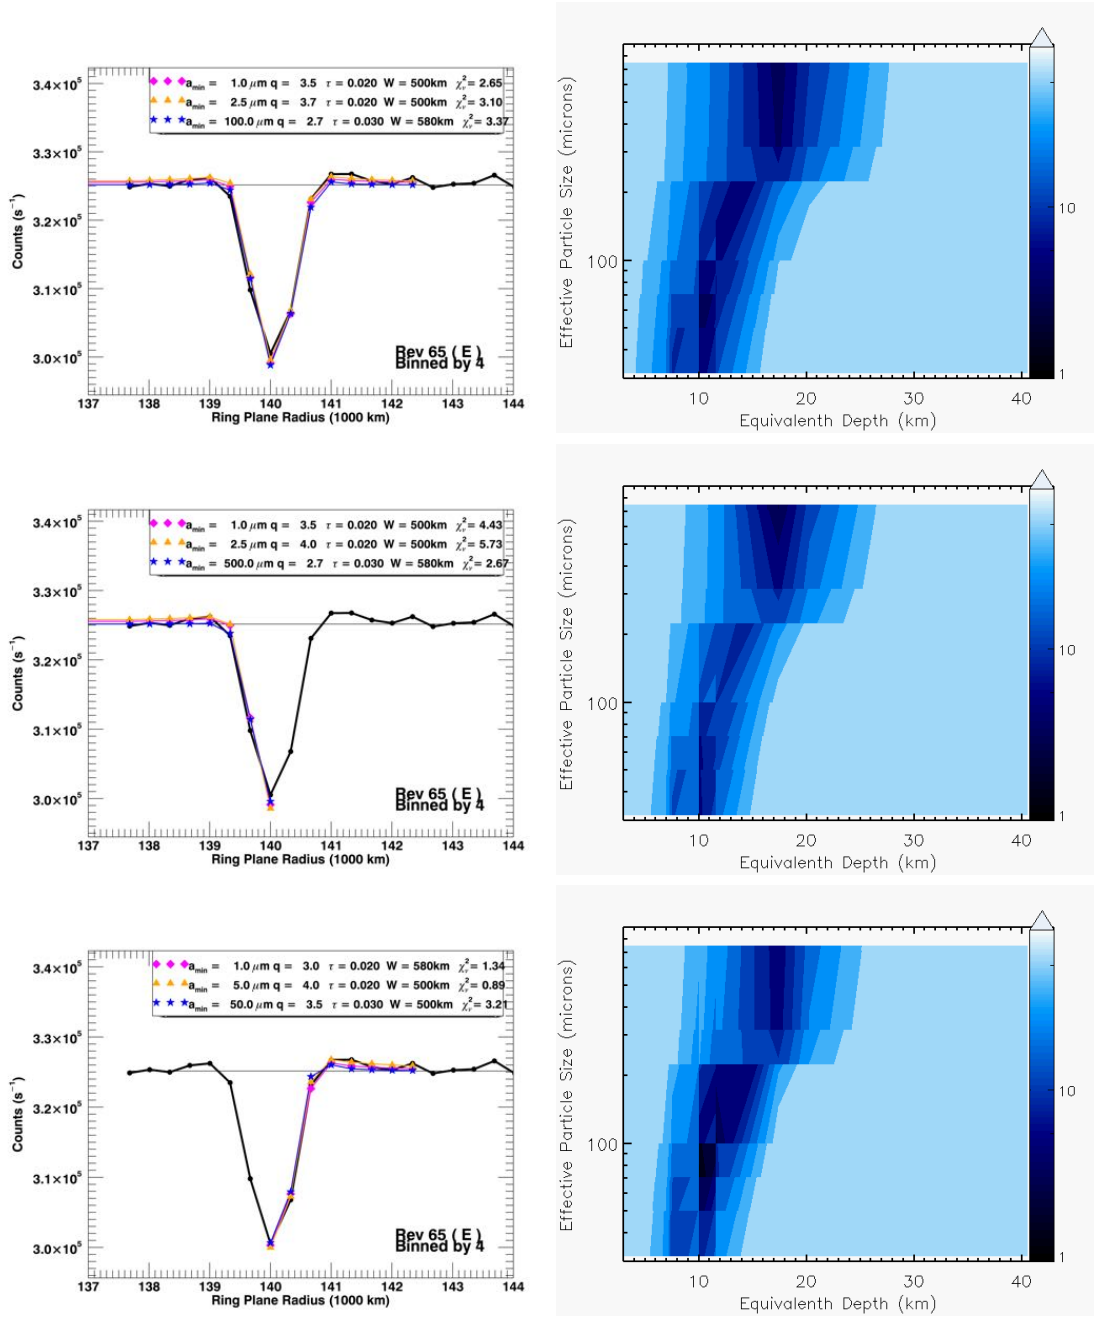 3.4×10⁵
3.3×10⁵
3.2×10⁵
3.1×10⁵
3.0×10⁵
Counts (s⁻¹)
a_min = 1.0 μm q = 3.5 τ = 0.020 W = 500km χ²_ν = 2.65
a_min = 2.5 μm q = 3.7 τ = 0.020 W = 500km χ²_ν = 3.10
a_min = 100.0 μm q = 2.7 τ = 0.030 W = 580km χ²_ν = 3.37
Rev 65 ( E )
Binned by 4
137 138 139 140 141 142 143 144
Ring Plane Radius (1000 km)
Effective Particle Size (microns)
100
10 20 30 40
Equivalenth Depth (km)
10
1
3.4×10⁵
3.3×10⁵
3.2×10⁵
3.1×10⁵
3.0×10⁵
Counts (s⁻¹)
a_min = 1.0 μm q = 3.5 τ = 0.020 W = 500km χ²_ν = 4.43
a_min = 2.5 μm q = 4.0 τ = 0.020 W = 500km χ²_ν = 5.73
a_min = 500.0 μm q = 2.7 τ = 0.030 W = 580km χ²_ν = 2.67
Rev 65 ( E )
Binned by 4
137 138 139 140 141 142 143 144
Ring Plane Radius (1000 km)
Effective Particle Size (microns)
100
10 20 30 40
Equivalenth Depth (km)
10
1
3.4×10⁵
3.3×10⁵
3.2×10⁵
3.1×10⁵
3.0×10⁵
Counts (s⁻¹)
a_min = 1.0 μm q = 3.0 τ = 0.020 W = 580km χ²_ν = 1.34
a_min = 5.0 μm q = 4.0 τ = 0.020 W = 500km χ²_ν = 0.89
a_min = 50.0 μm q = 3.5 τ = 0.030 W = 500km χ²_ν = 3.21
Rev 65 ( E )
Binned by 4
137 138 139 140 141 142 143 144
Ring Plane Radius (1000 km)
Effective Particle Size (microns)
100
10 20 30 40
Equivalenth Depth (km)
10
1